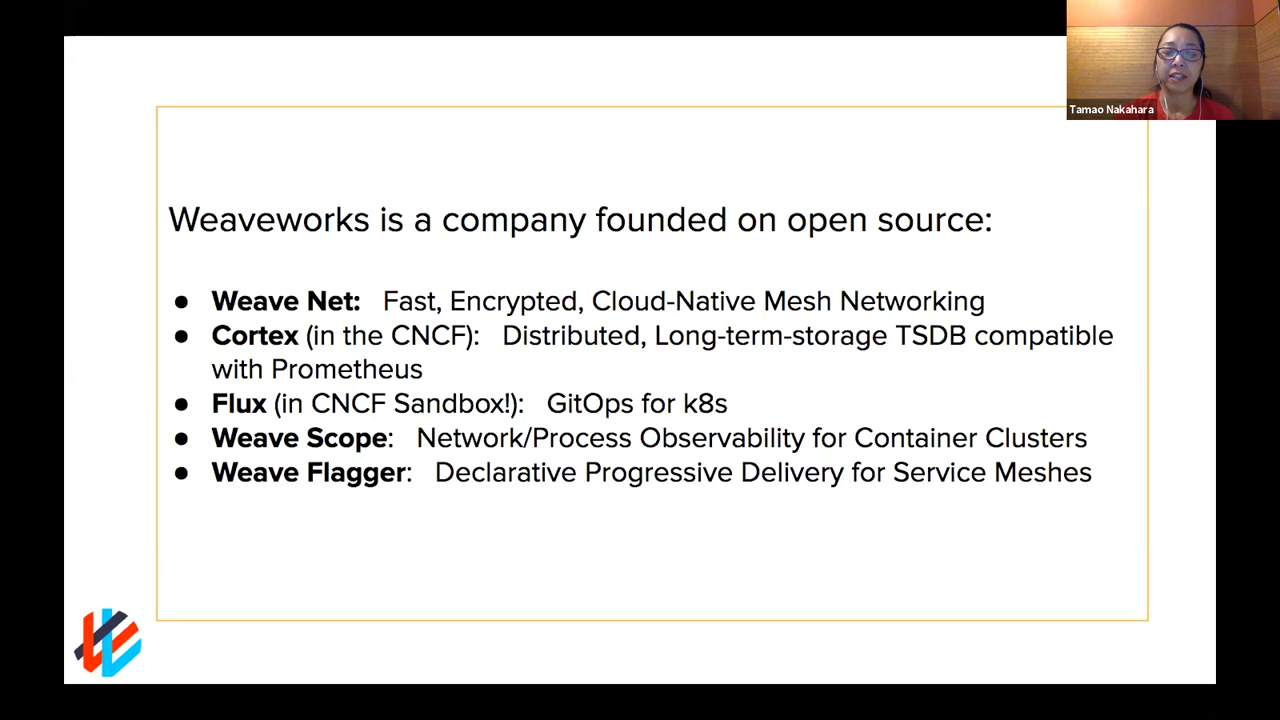 Tamao Nakahara
Weaveworks is a company founded on open source:
● Weave Net: Fast, Encrypted, Cloud-Native Mesh Networking
● Cortex (in the CNCF): Distributed, Long-term-storage TSDB compatible
with Prometheus
● Flux (in CNCF Sandbox!): GitOps for k8s
● Weave Scope: Network/Process Observability for Container Clusters
● Weave Flagger: Declarative Progressive Delivery for Service Meshes